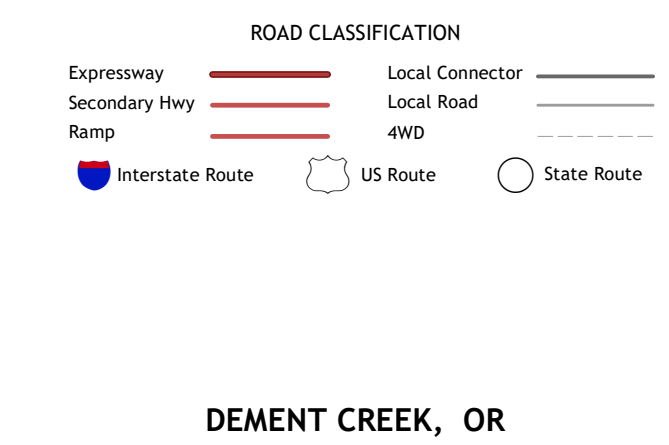 ROAD CLASSIFICATION
Expressway Local Connector
Secondary Hwy Local Road
Ramp 4WD
Interstate Route US Route State Route
DEMENT CREEK, OR